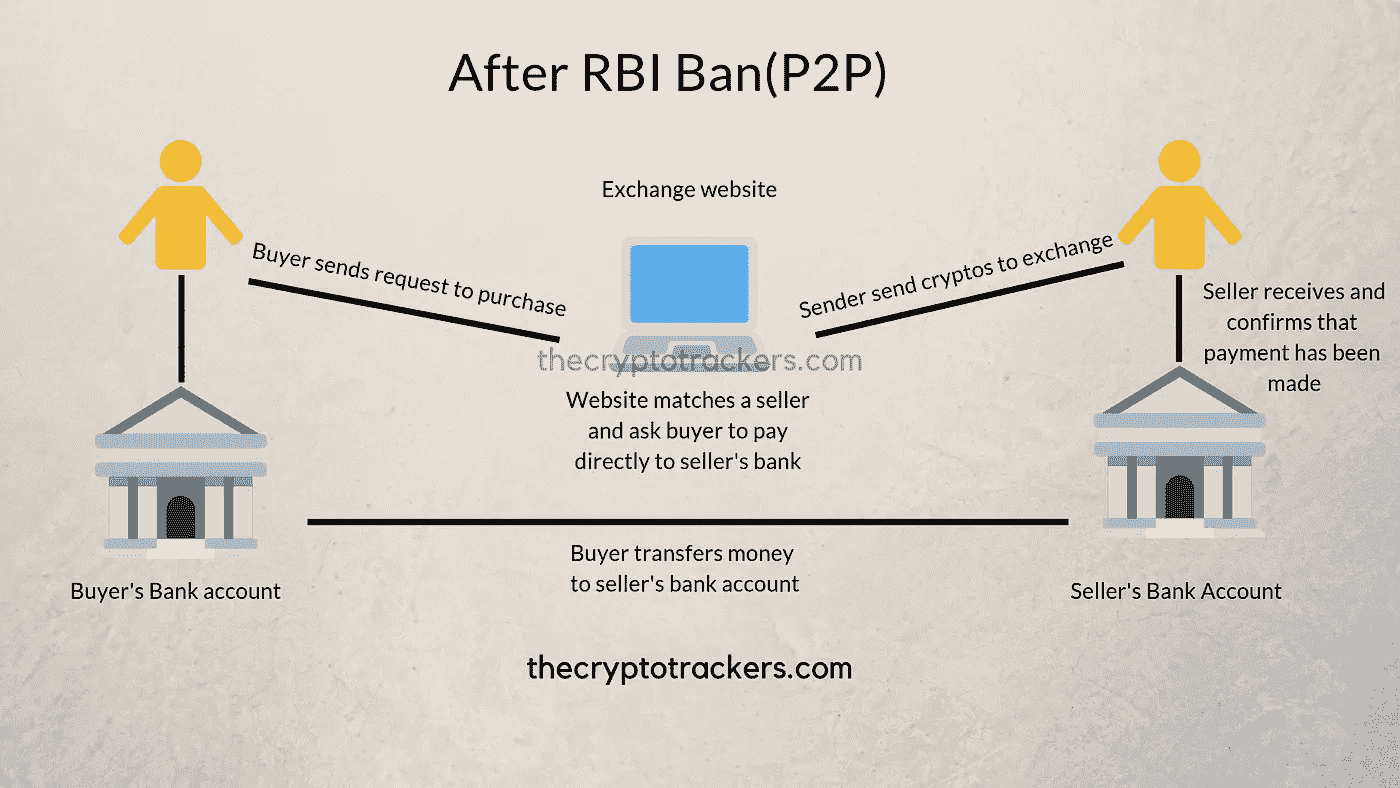 After RBI Ban(P2P)
Exchange website
Buyer sends request to purchase
Sender send cryptos to exchange
Seller receives and
confirms that
payment has been
made
thecryptotrackers.com
Website matches a seller
and ask buyer to pay
directly to seller's bank
Buyer transfers money
to seller's bank account
Buyer's Bank account
Seller's Bank Account
thecryptotrackers.com